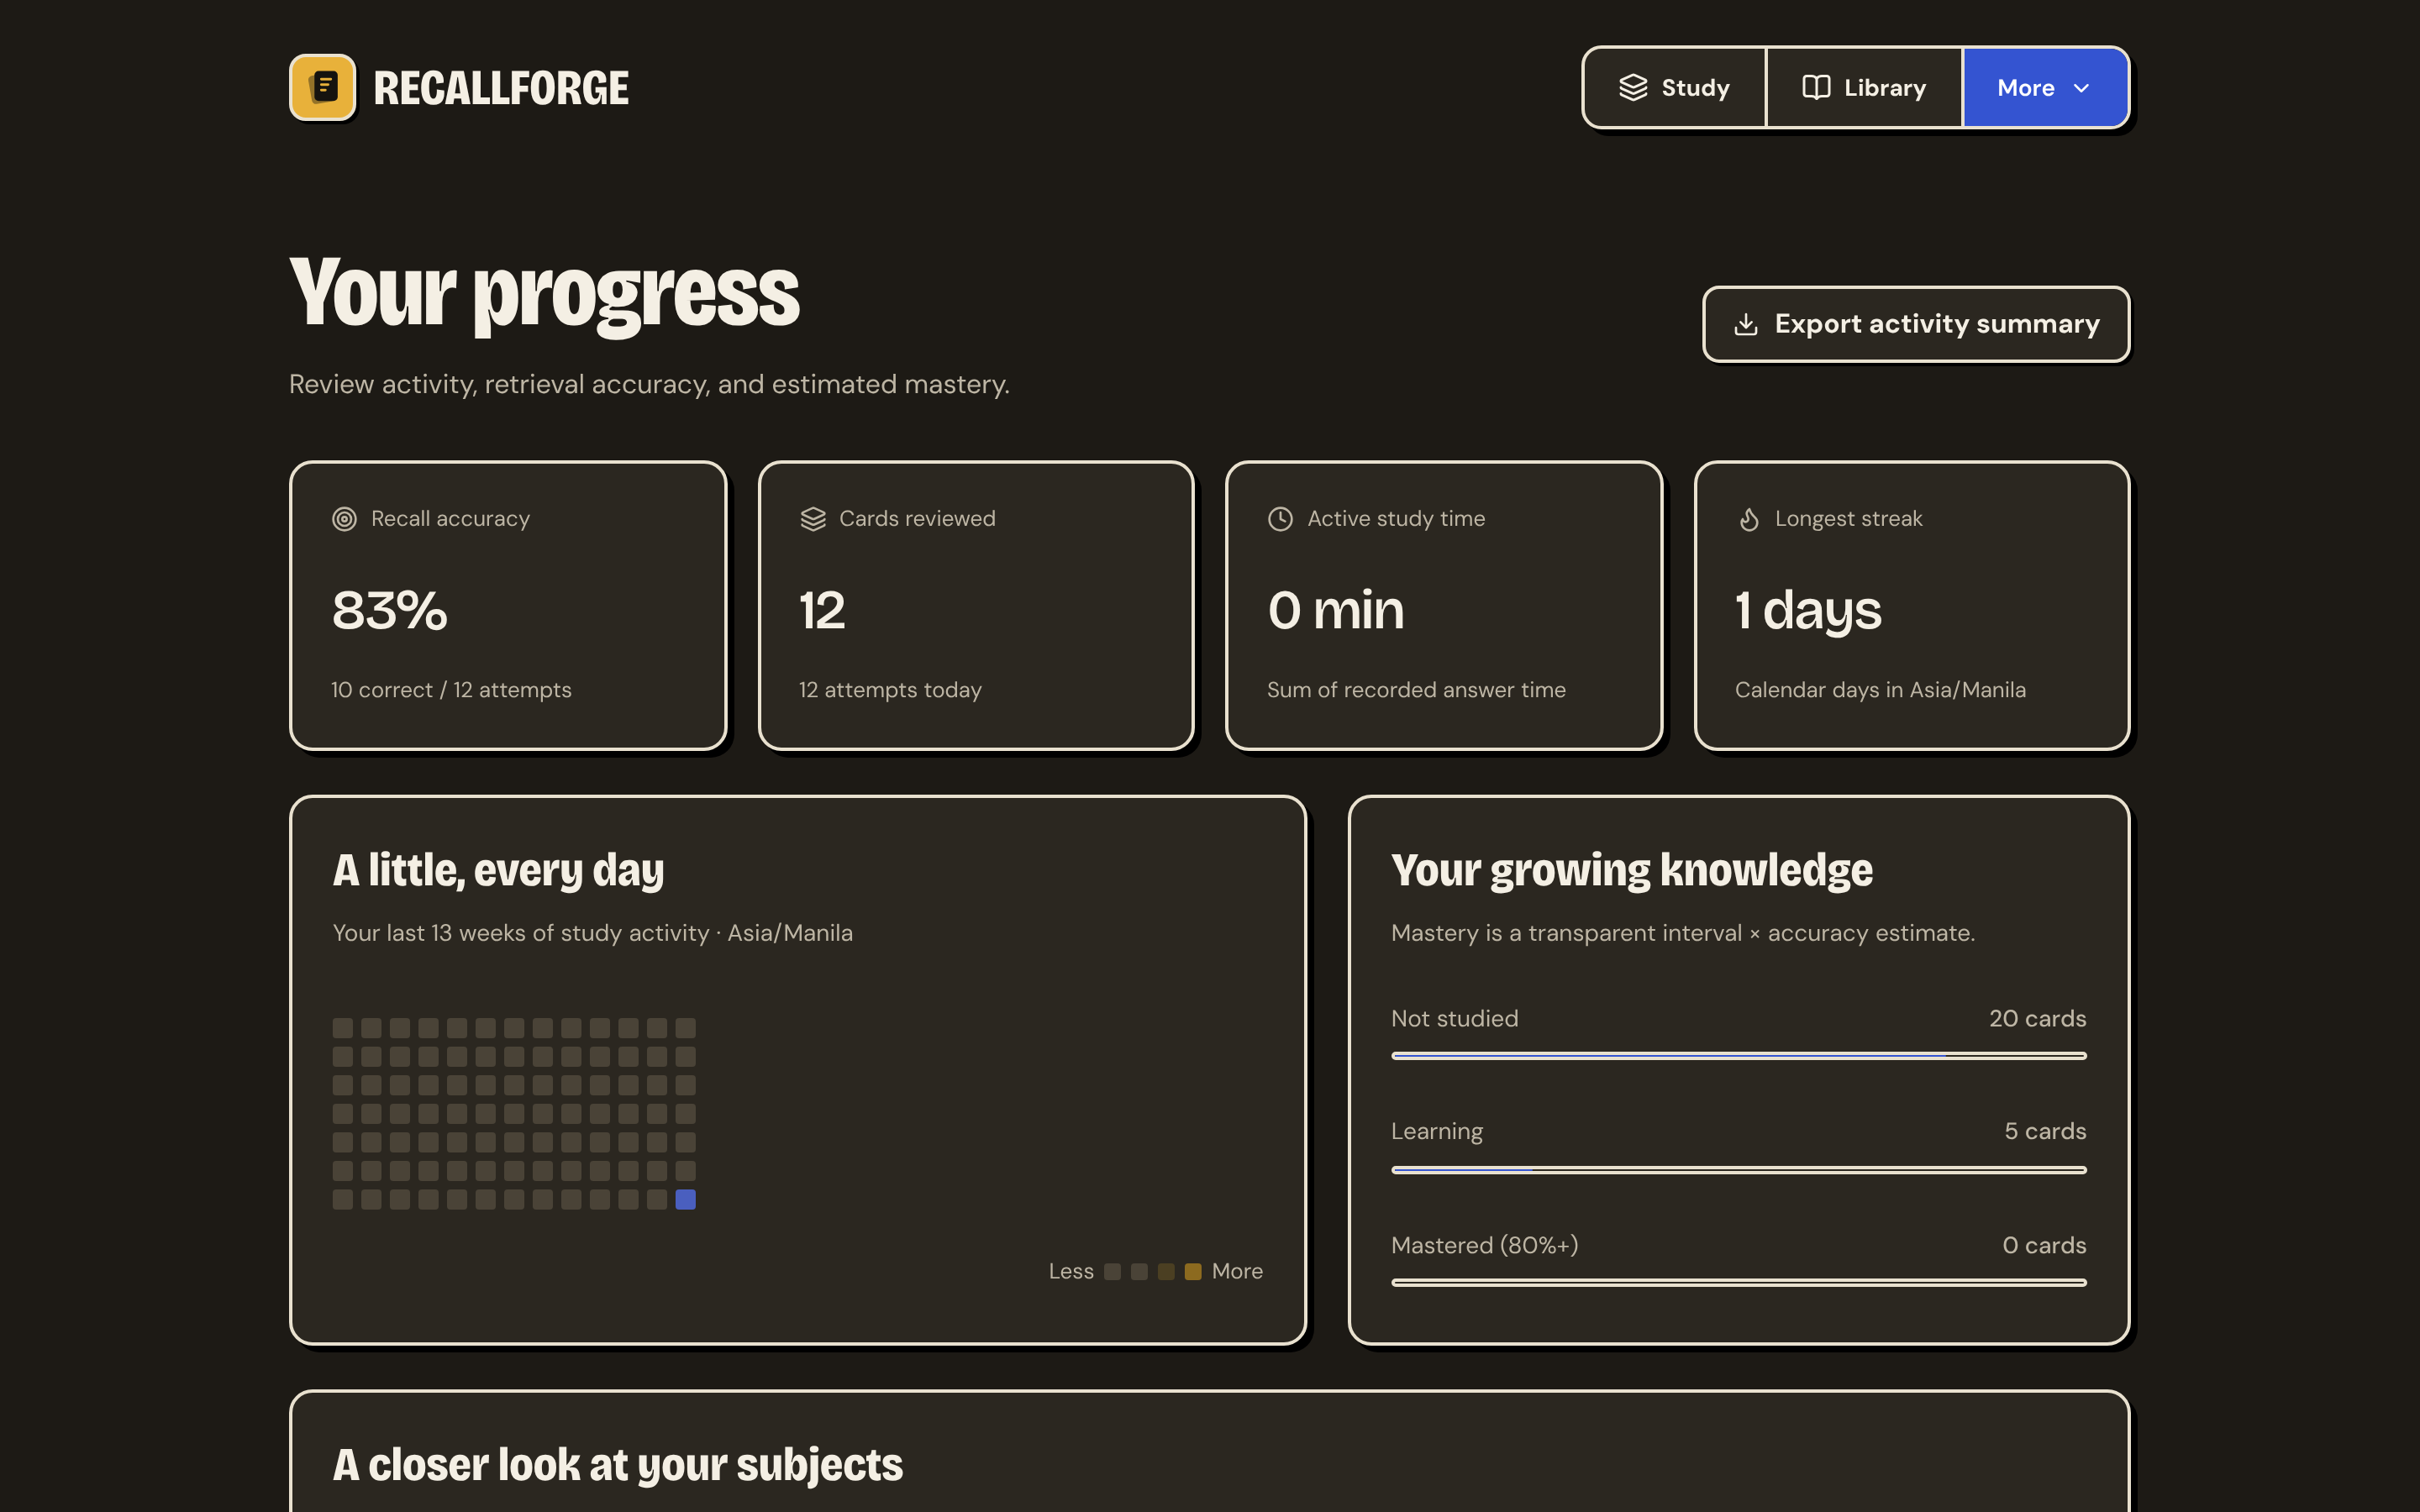 RECALLFORGE
Study
Library
More
Your progress
Export activity summary
Review activity, retrieval accuracy, and estimated mastery.
Recall accuracy
83%
10 correct / 12 attempts
Cards reviewed
12
12 attempts today
Active study time
0 min
Sum of recorded answer time
Longest streak
1 days
Calendar days in Asia/Manila
A little, every day
Your last 13 weeks of study activity · Asia/Manila
Less
More
Your growing knowledge
Mastery is a transparent interval × accuracy estimate.
Not studied
20 cards
Learning
5 cards
Mastered (80%+)
0 cards
A closer look at your subjects